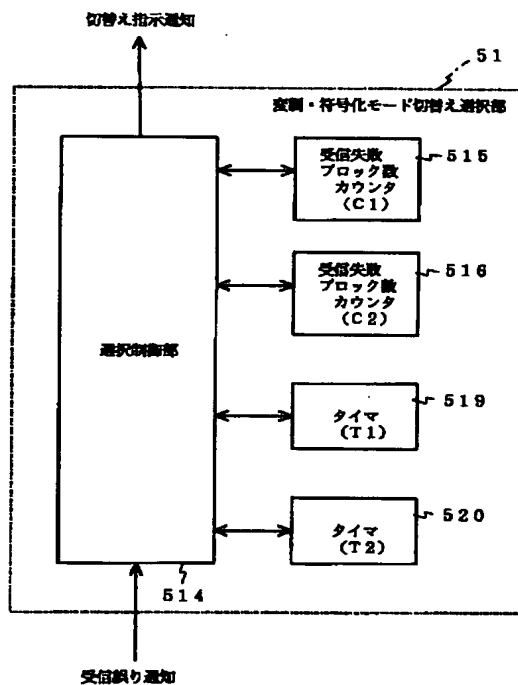 切替え指示通知
51
変調・符号化モード切替え選択部
受信失敗
ブロック数
カウンタ
(C1)
515
受信失敗
ブロック数
カウンタ
(C2)
516
選択制御部
タイマ
(T1)
519
タイマ
(T2)
520
514
受信誤り通知